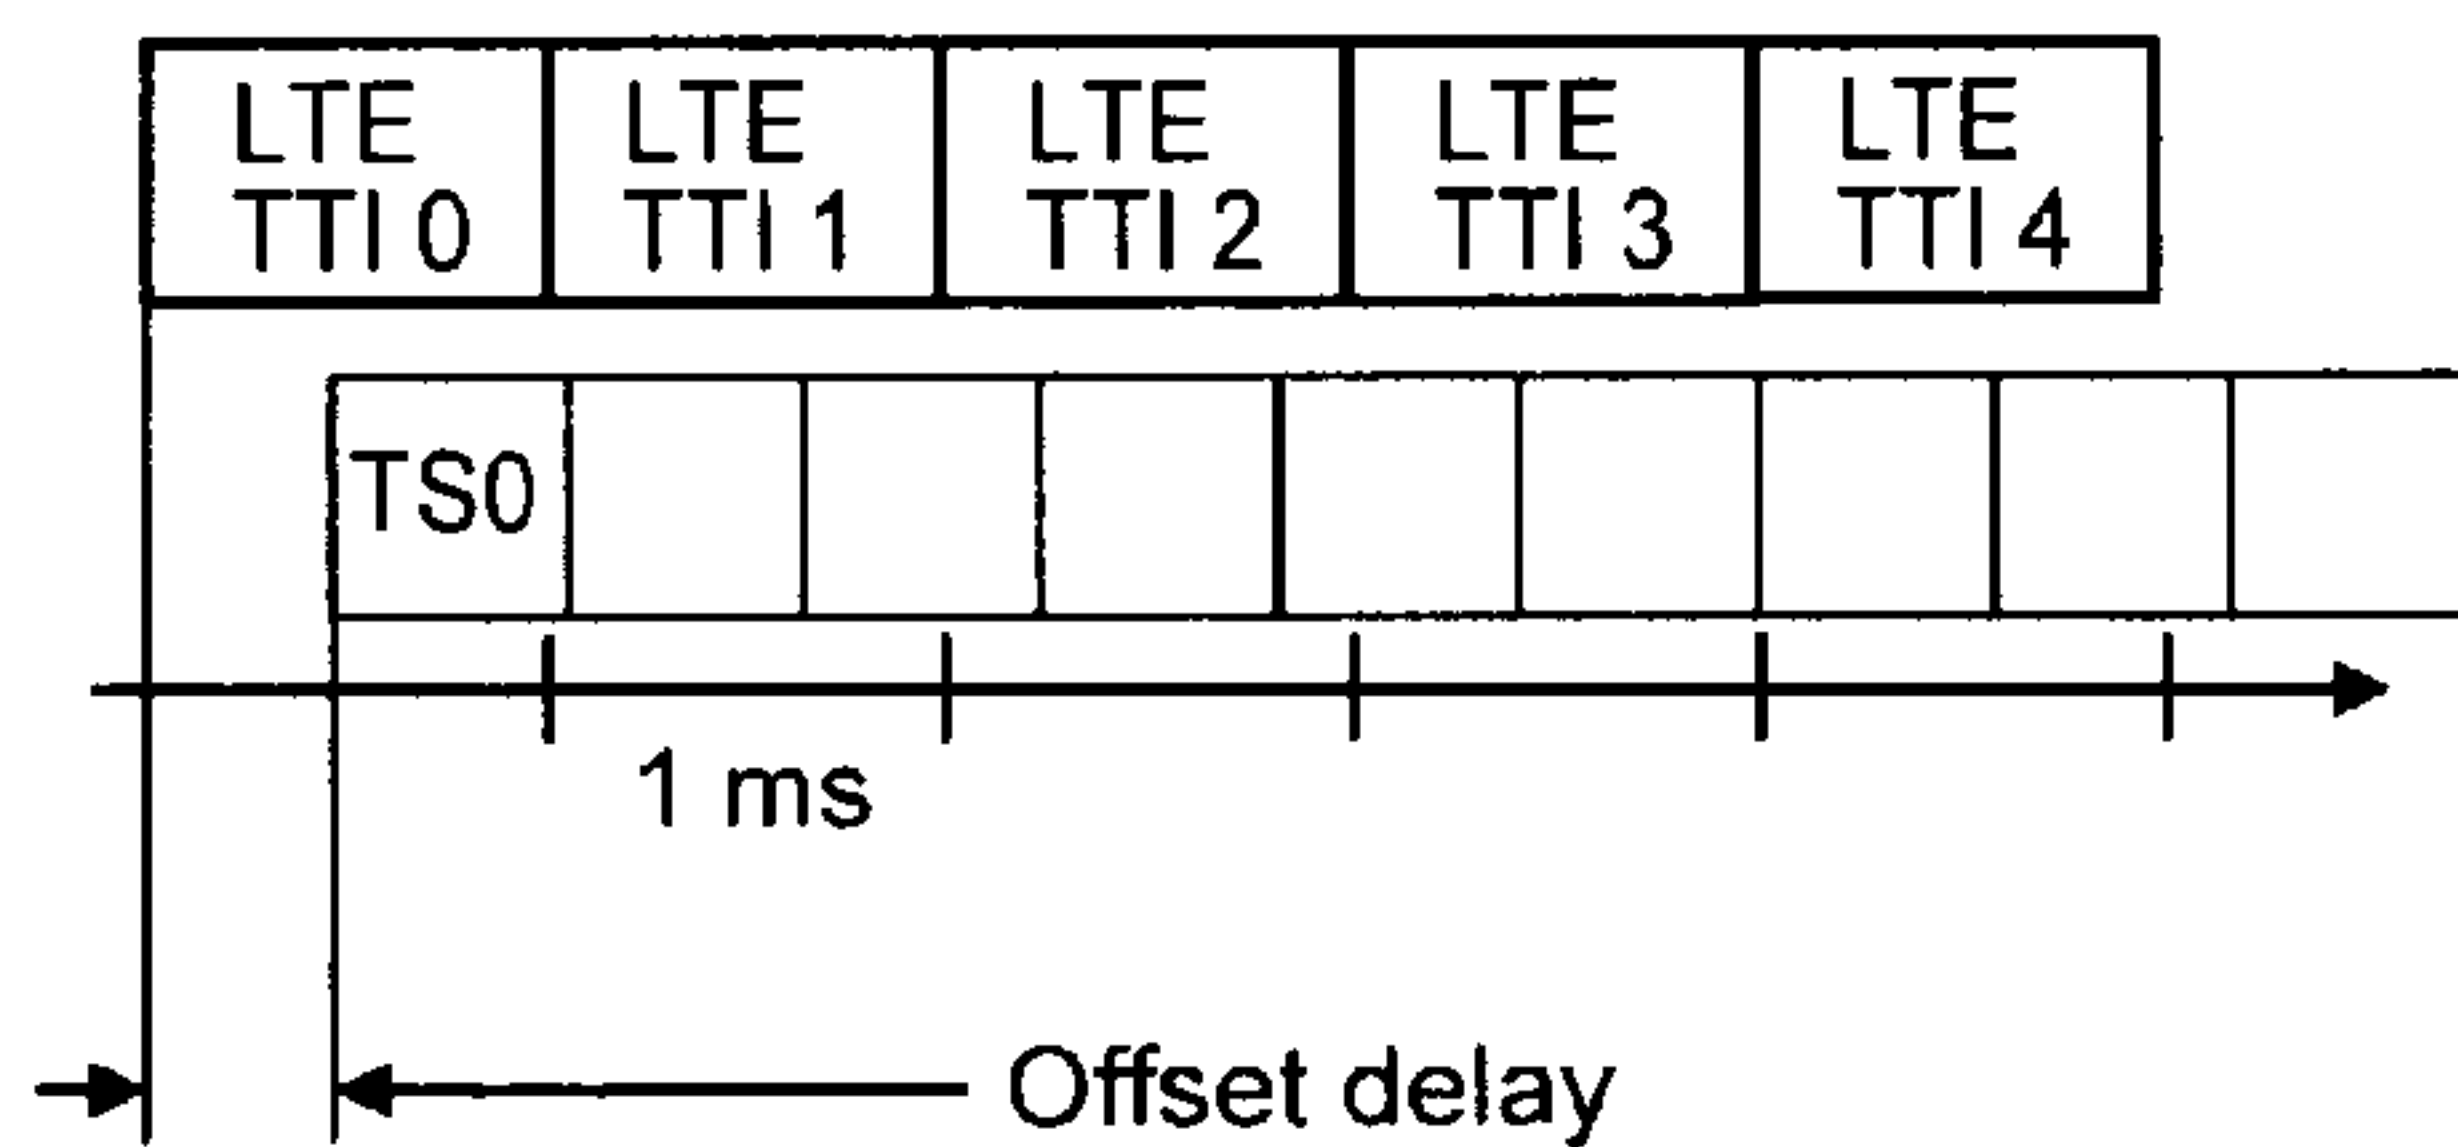 LTE
TTI 0
LTE
TTI 1
LTE
TTI 2
LTE
TTI 3
LTE
TTI 4
TS0
1 ms
Offset delay